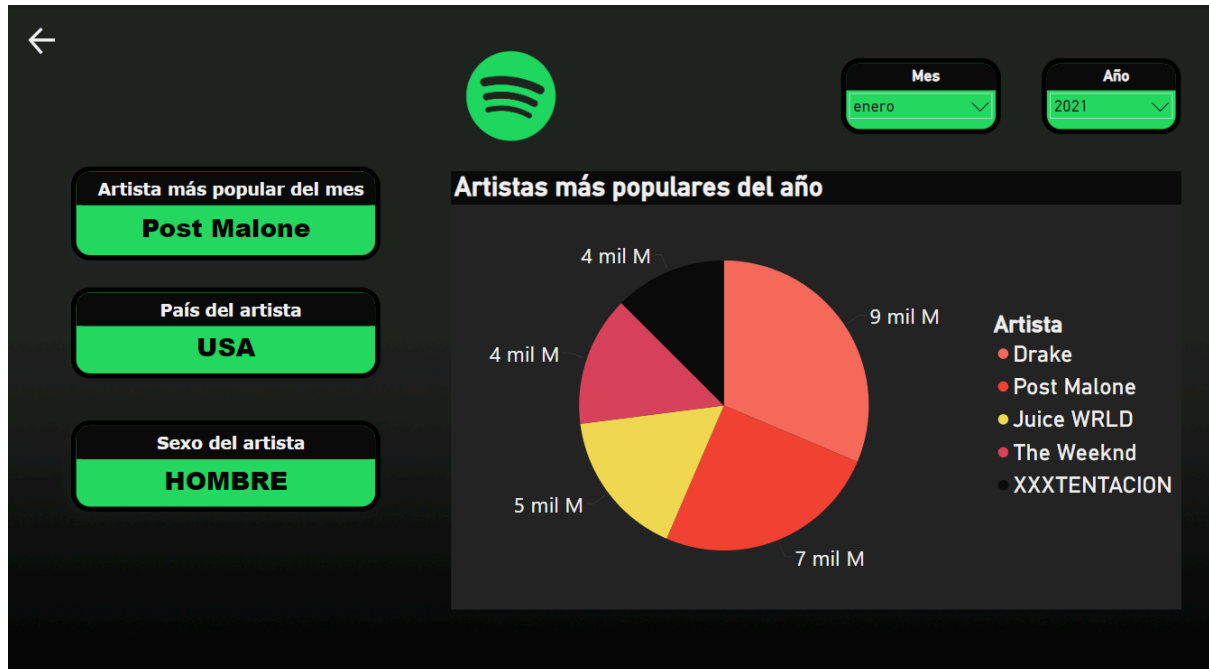 Mes
enero
Año
2021
Artista más popular del mes
Post Malone
País del artista
USA
Sexo del artista
HOMBRE
Artistas más populares del año
4 mil M
9 mil M
4 mil M
5 mil M
7 mil M
Artista
Drake
Post Malone
Juice WRLD
The Weeknd
XXXTENTACION